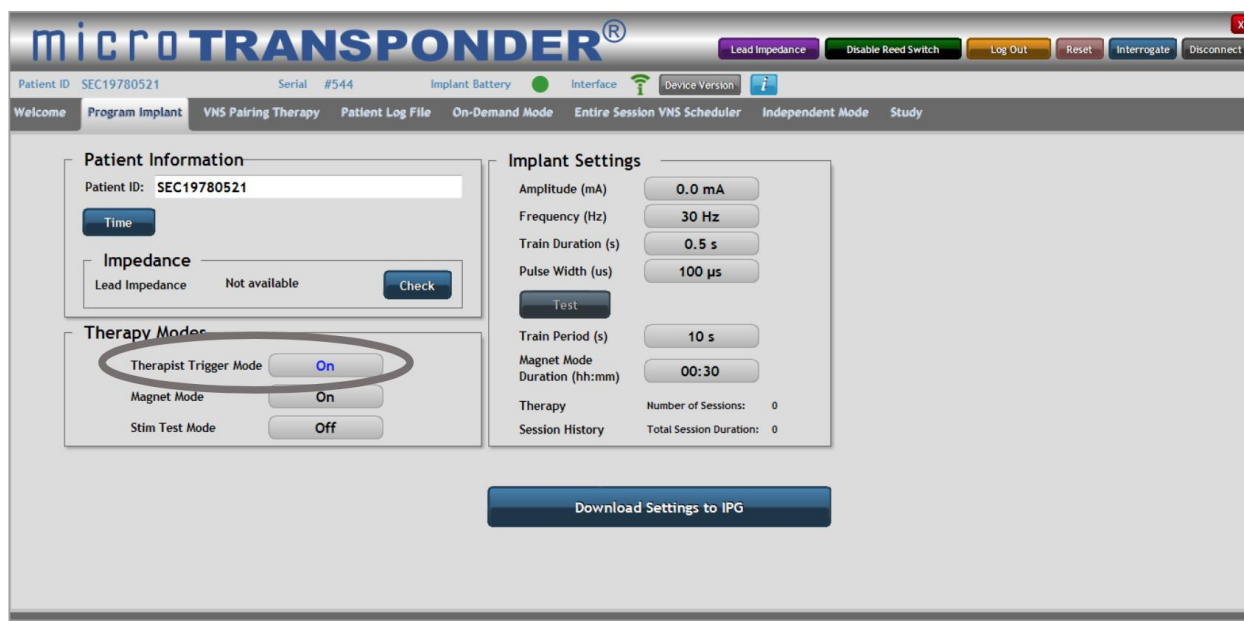 microTRANSPONDER®
X
Lead Impedance Disable Reed Switch Log Out Reset Interrogate Disconnect
Patient ID SEC19780521 Serial #544 Implant Battery Interface Device Version i
Welcome Program Implant VNS Pairing Therapy Patient Log File On-Demand Mode Entire Session VNS Scheduler Independent Mode Study
Patient Information
Patient ID: SEC19780521
Time
Impedance
Lead Impedance Not available Check
Therapy Modes
Therapist Trigger Mode On
Magnet Mode On
Stim Test Mode Off
Implant Settings
Amplitude (mA) 0.0 mA
Frequency (Hz) 30 Hz
Train Duration (s) 0.5 s
Pulse Width (us) 100 µs
Test
Train Period (s) 10 s
Magnet Mode
Duration (hh:mm) 00:30
Therapy Number of Sessions: 0
Session History Total Session Duration: 0
Download Settings to IPG